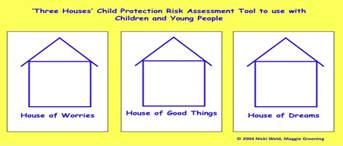 'Three Houses' Child Protection Risk Assessment Tool to use with
Children and Young People
House of Worries
House of Good Things
House of Dreams
© 2004 Nicki Weld, Maggie Greening